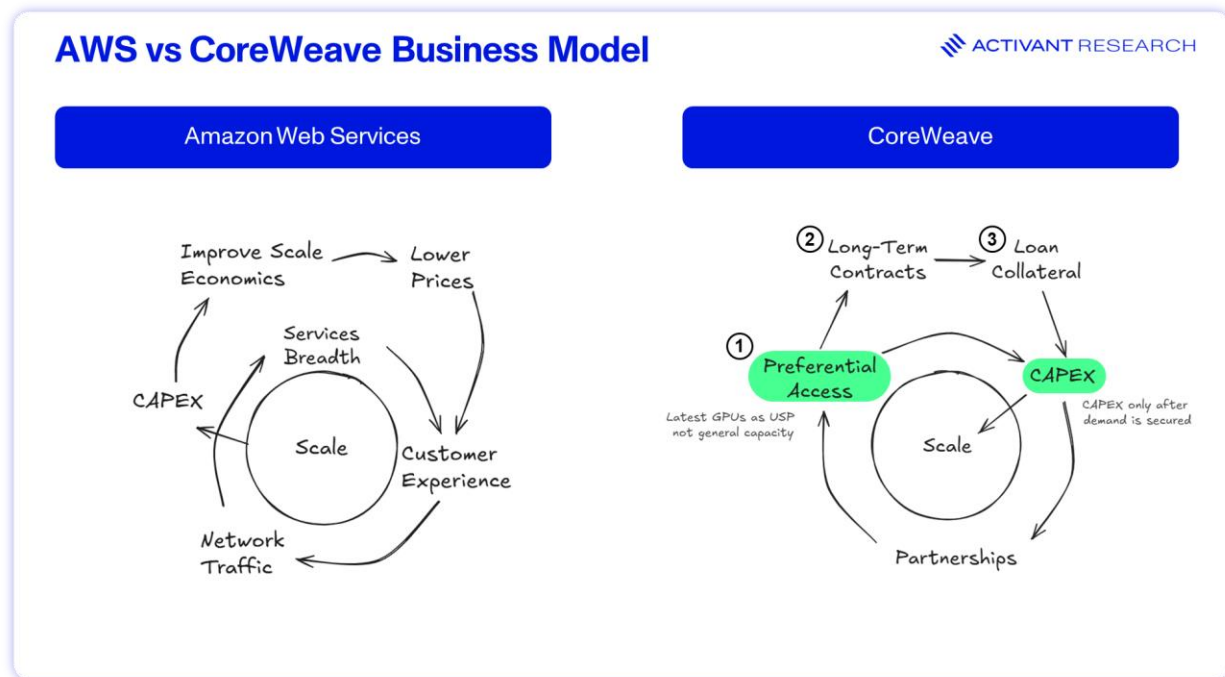 AWS vs CoreWeave Business Model
ACTIVANT RESEARCH
Amazon Web Services
Improve Scale
Economics
Lower
Prices
Services
Breadth
CAPEX
Scale
Customer
Experience
Network
Traffic
CoreWeave
2 Long-Term
Contracts
3 Loan
Collateral
1
Preferential
Access
Latest GPUs as USP
not general capacity
CAPEX
CAPEX only after
demand is secured
Scale
Partnerships